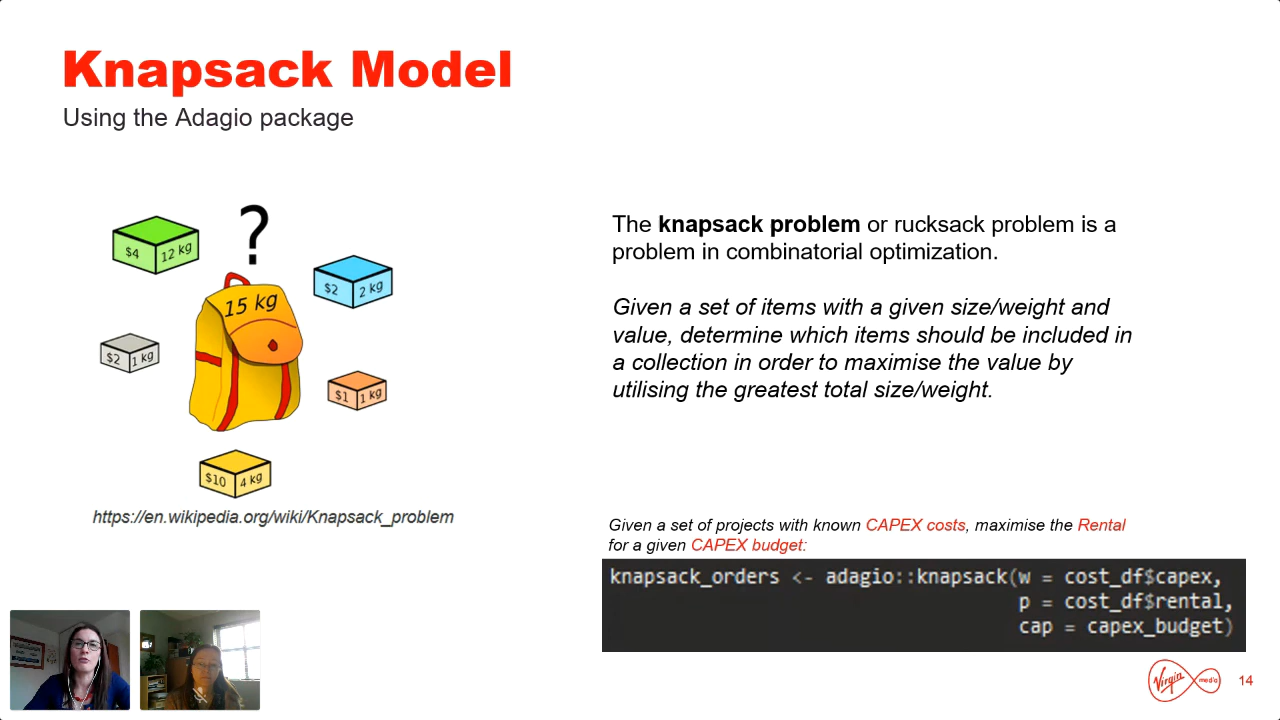 Knapsack Model
Using the Adagio package
?
$4 12 kg
15 kg
$2 2 kg
$2 1 kg
$1 1 kg
$10 4 kg
https://en.wikipedia.org/wiki/Knapsack_problem
The knapsack problem or rucksack problem is a
problem in combinatorial optimization.
Given a set of items with a given size/weight and
value, determine which items should be included in
a collection in order to maximise the value by
utilising the greatest total size/weight.
Given a set of projects with known CAPEX costs, maximise the Rental
for a given CAPEX budget:
knapsack_orders <- adagio::knapsack(w = cost_df$capex,
p = cost_df$rental,
cap = capex_budget)
Virgin media
14